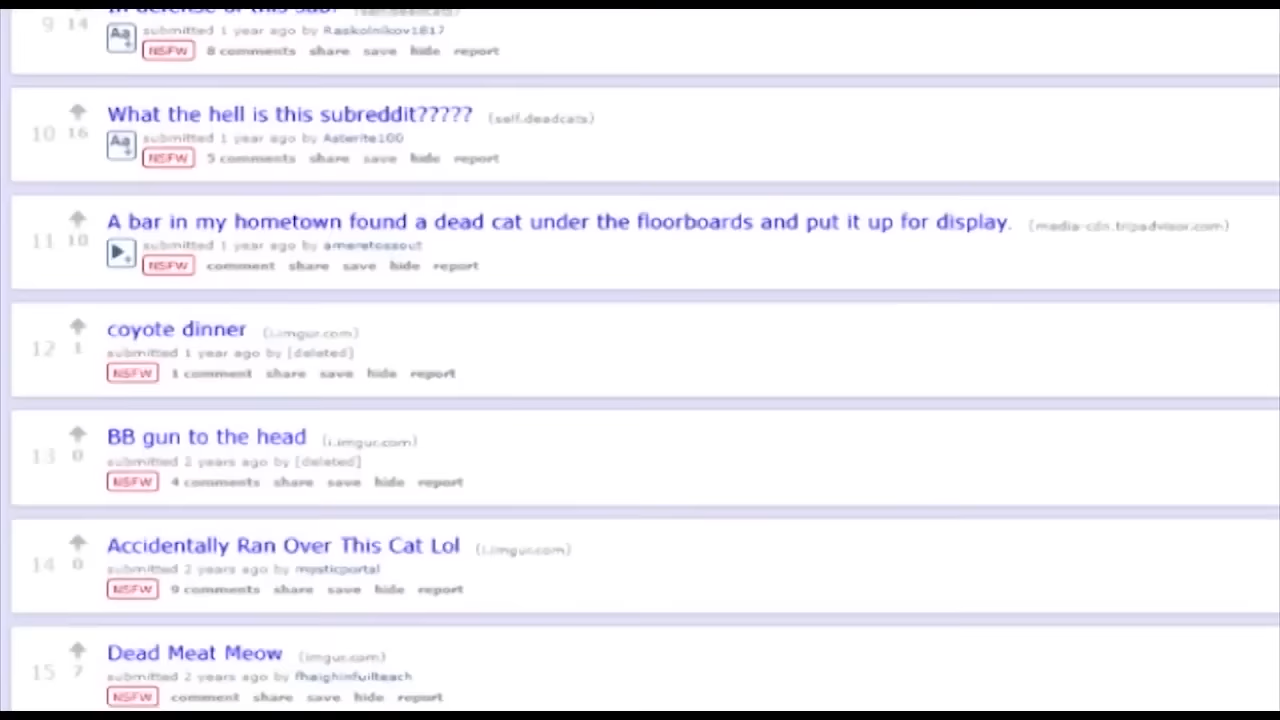 In defense of this sub. (self.deadcats)
9 14
submitted 1 year ago by Raskolnikov1817
NSFW 8 comments share save hide report
What the hell is this subreddit????? (self.deadcats)
10 16
submitted 1 year ago by Asterite100
NSFW 5 comments share save hide report
A bar in my hometown found a dead cat under the floorboards and put it up for display. (media-cdn.tripadvisor.com)
11 10
submitted 1 year ago by
NSFW comment share save hide report
coyote dinner (i.imgur.com)
12 1
submitted 1 year ago by [deleted]
NSFW 1 comment share save hide report
BB gun to the head (i.imgur.com)
13 0
submitted 2 years ago by [deleted]
NSFW 4 comments share save hide report
Accidentally Ran Over This Cat Lol (i.imgur.com)
14 0
submitted 2 years ago by mysticportal
NSFW 9 comments share save hide report
Dead Meat Meow (imgur.com)
15 7
submitted 2 years ago by
NSFW comment share save hide report